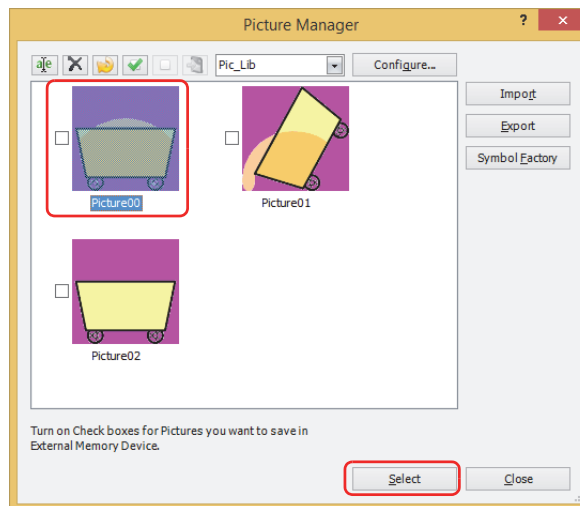 Picture Manager
?
aÍe
Pic_Lib
Configure...
Import
Export
Symbol Factory
Picture00
Picture01
Picture02
Turn on Check boxes for Pictures you want to save in
External Memory Device.
Select
Close